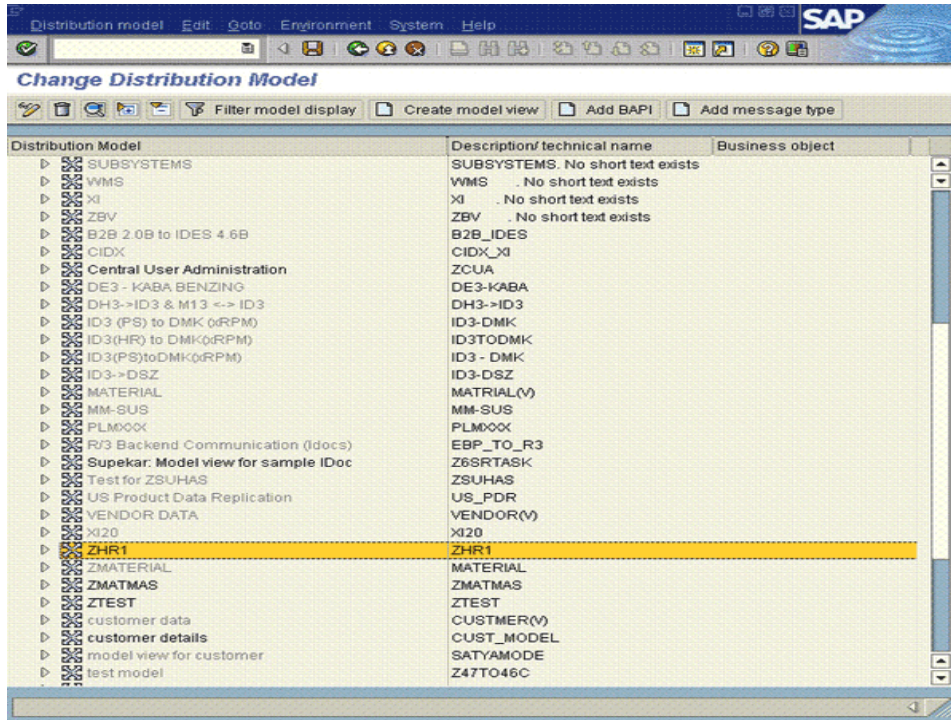 Distribution model Edit Goto Environment System Help
SAP
Change Distribution Model
Filter model display Create model view Add BAPI Add message type
Distribution Model Description/ technical name Business object
SUBSYSTEMS SUBSYSTEMS. No short text exists
WMS WMS . No short text exists
XI XI . No short text exists
ZBV ZBV . No short text exists
B2B 2.0B to IDES 4.6B B2B_IDES
CIDX CIDX_XI
Central User Administration ZCUA
DE3 - KABA BENZING DE3-KABA
DH3->ID3 & M13 <-> ID3 DH3->ID3
ID3 (PS) to DMK (xRPM) ID3-DMK
ID3(HR) to DMK(xRPM) ID3TODMK
ID3(PS)toDMK(xRPM) ID3 - DMK
ID3->DSZ ID3-DSZ
MATERIAL MATRIAL(V)
MM-SUS MM-SUS
PLMXXX PLMXXX
R/3 Backend Communication (Idocs) EBP_TO_R3
Supekar: Model view for sample IDoc Z6SRTASK
Test for ZSUHAS ZSUHAS
US Product Data Replication US_PDR
VENDOR DATA VENDOR(V)
XI20 XI20
ZHR1 ZHR1
ZMATERIAL MATERIAL
ZMATMAS ZMATMAS
ZTEST ZTEST
customer data CUSTMER(V)
customer details CUST_MODEL
model view for customer SATYAMODE
test model Z47TO46C